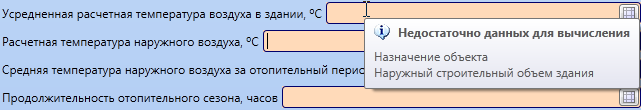 Усредненная расчетная температура воздуха в здании, ºС
Недостаточно данных для вычисления
Расчетная температура наружного воздуха, ºС
Назначение объекта
Средняя температура наружного воздуха за отопительный перио
Наружный строительный объем здания
Продолжительность отопительного сезона, часов